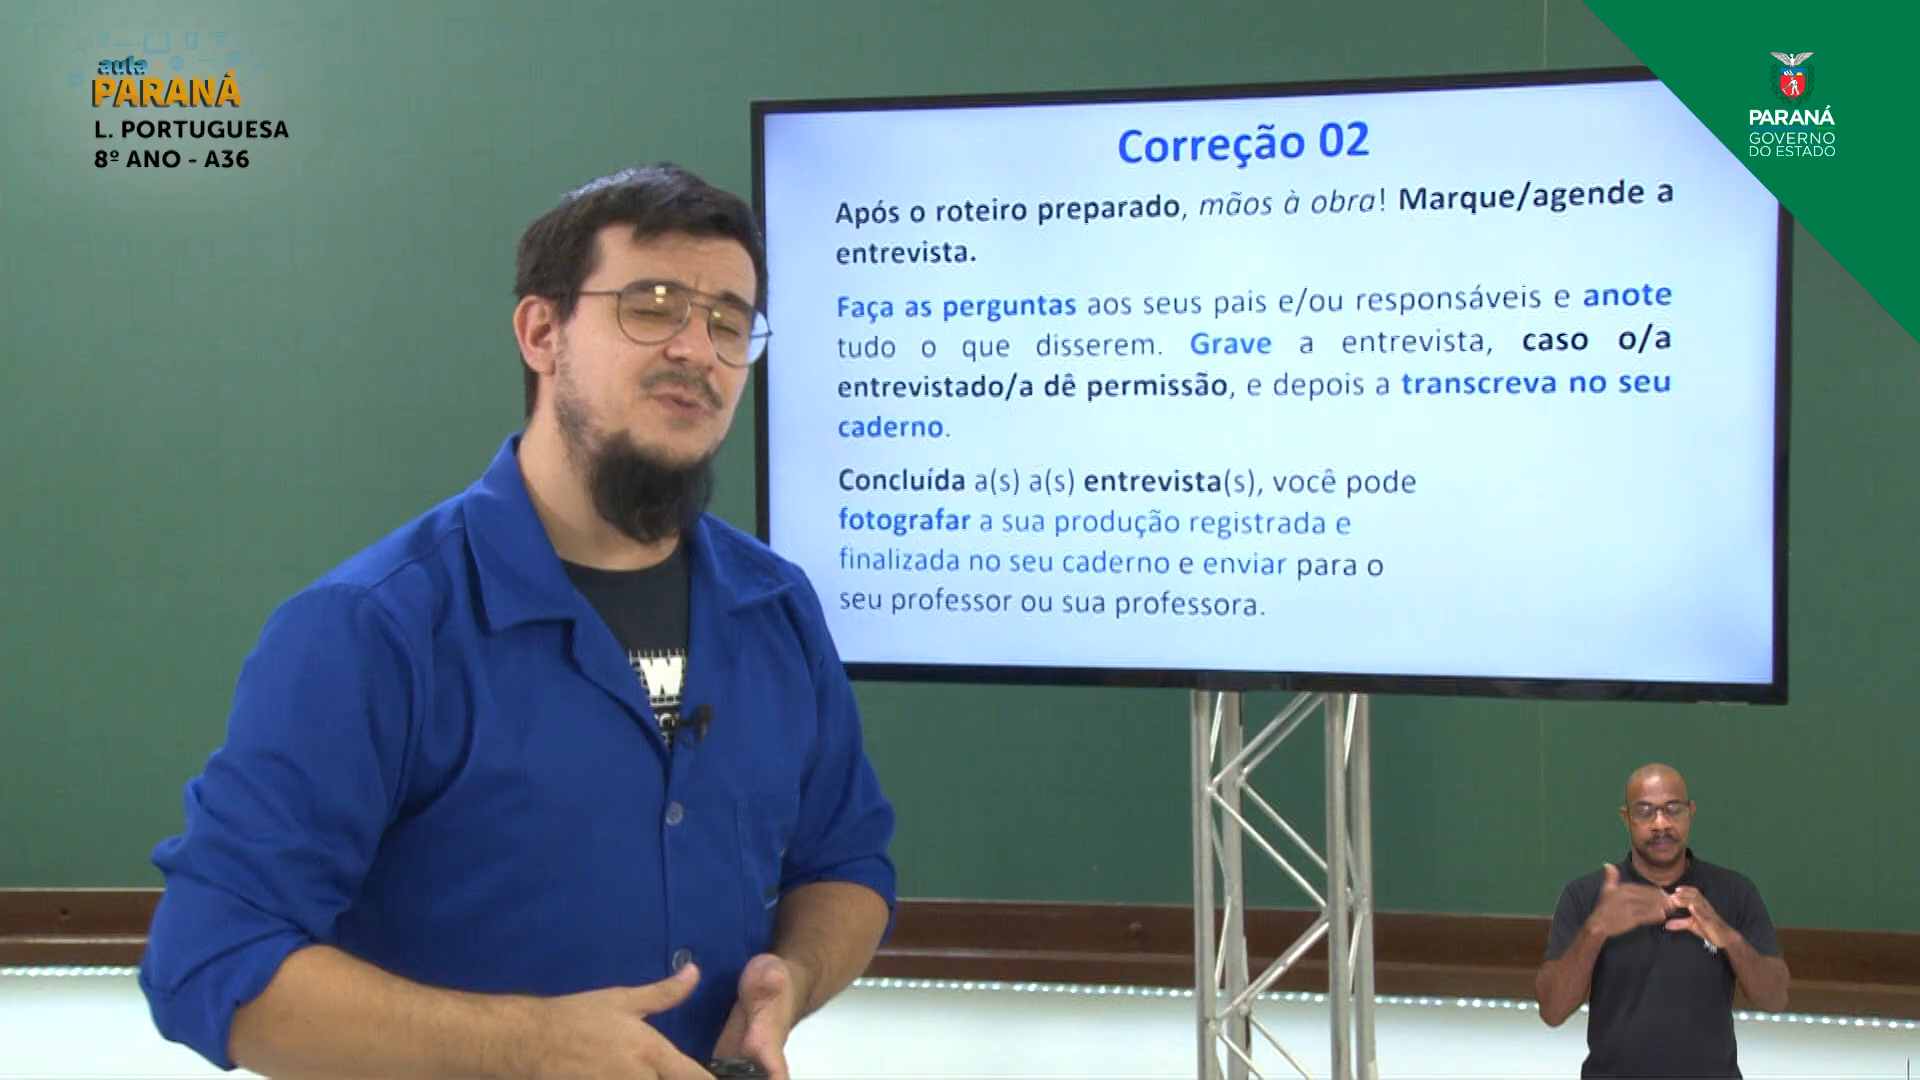 aula
PARANÁ
L. PORTUGUESA
8º ANO - A36
PARANÁ
GOVERNO
DO ESTADO
Correção 02
Após o roteiro preparado, mãos à obra! Marque/agende a
entrevista.
Faça as perguntas aos seus pais e/ou responsáveis e anote
tudo o que disserem. Grave a entrevista, caso o/a
entrevistado/a dê permissão, e depois a transcreva no seu
caderno.
Concluída a(s) a(s) entrevista(s), você pode
fotografar a sua produção registrada e
finalizada no seu caderno e enviar para o
seu professor ou sua professora.
W